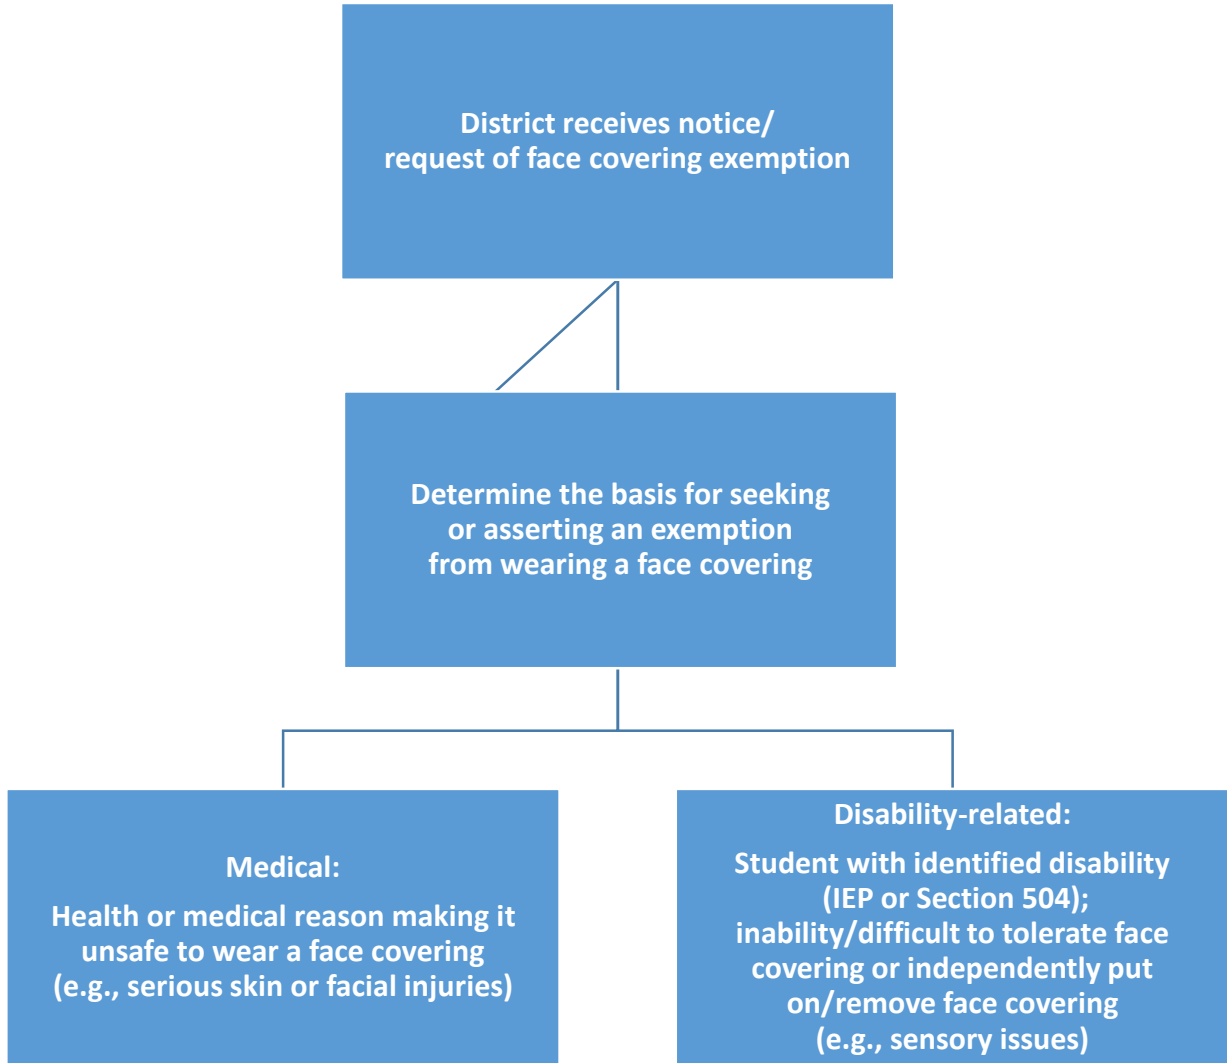 District receives notice/
request of face covering exemption
Determine the basis for seeking
or asserting an exemption
from wearing a face covering
Medical:
Health or medical reason making it
unsafe to wear a face covering
(e.g., serious skin or facial injuries)
Disability-related:
Student with identified disability
(IEP or Section 504);
inability/difficult to tolerate face
covering or independently put
on/remove face covering
(e.g., sensory issues)